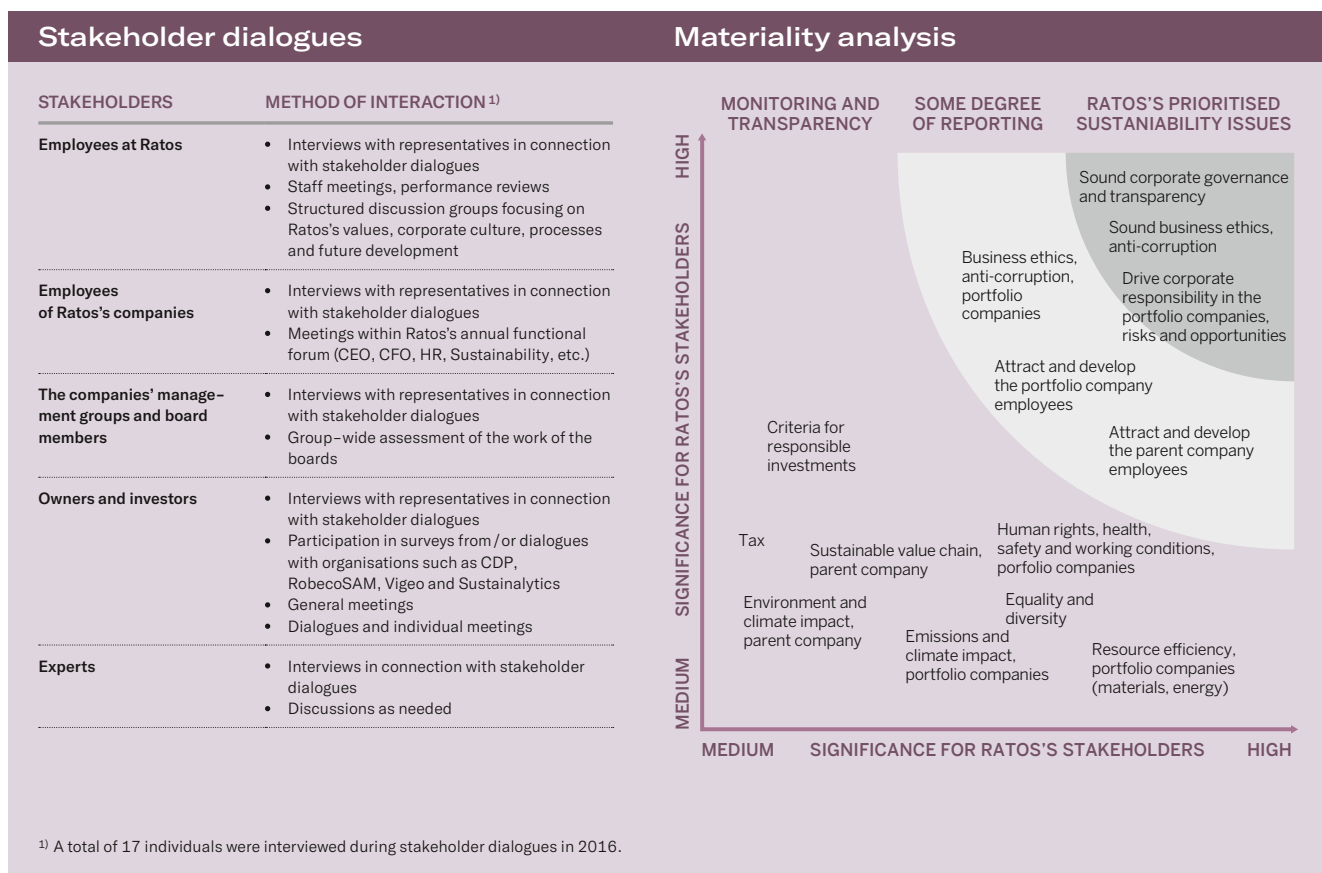 Stakeholder dialogues
STAKEHOLDERS
METHOD OF INTERACTION 1)
Employees at Ratos
• Interviews with representatives in connection
with stakeholder dialogues
• Staff meetings, performance reviews
• Structured discussion groups focusing on
Ratos's values, corporate culture, processes
and future development
Employees
of Ratos's companies
• Interviews with representatives in connection
with stakeholder dialogues
• Meetings within Ratos's annual functional
forum (CEO, CFO, HR, Sustainability, etc.)
The companies' manage-
ment groups and board
members
• Interviews with representatives in connection
with stakeholder dialogues
• Group-wide assessment of the work of the
boards
Owners and investors
• Interviews with representatives in connection
with stakeholder dialogues
• Participation in surveys from/or dialogues
with organisations such as CDP,
RobecoSAM, Vigeo and Sustainalytics
• General meetings
• Dialogues and individual meetings
Experts
• Interviews in connection with stakeholder
dialogues
• Discussions as needed
1) A total of 17 individuals were interviewed during stakeholder dialogues in 2016.
Materiality analysis
MONITORING AND
TRANSPARENCY
SOME DEGREE
OF REPORTING
RATOS'S PRIORITISED
SUSTANIABILITY ISSUES
HIGH
SIGNIFICANCE FOR RATOS'S STAKEHOLDERS
MEDIUM
Sound corporate governance
and transparency
Sound business ethics,
anti-corruption
Drive corporate
responsibility in the
portfolio companies,
risks and opportunities
Business ethics,
anti-corruption,
portfolio
companies
Attract and develop
the portfolio company
employees
Attract and develop
the parent company
employees
Criteria for
responsible
investments
Tax
Sustainable value chain,
parent company
Human rights, health,
safety and working conditions,
porfolio companies
Environment and
climate impact,
parent company
Equality and
diversity
Emissions and
climate impact,
portfolio companies
Resource efficiency,
portfolio companies
(materials, energy)
MEDIUM
SIGNIFICANCE FOR RATOS'S STAKEHOLDERS
HIGH